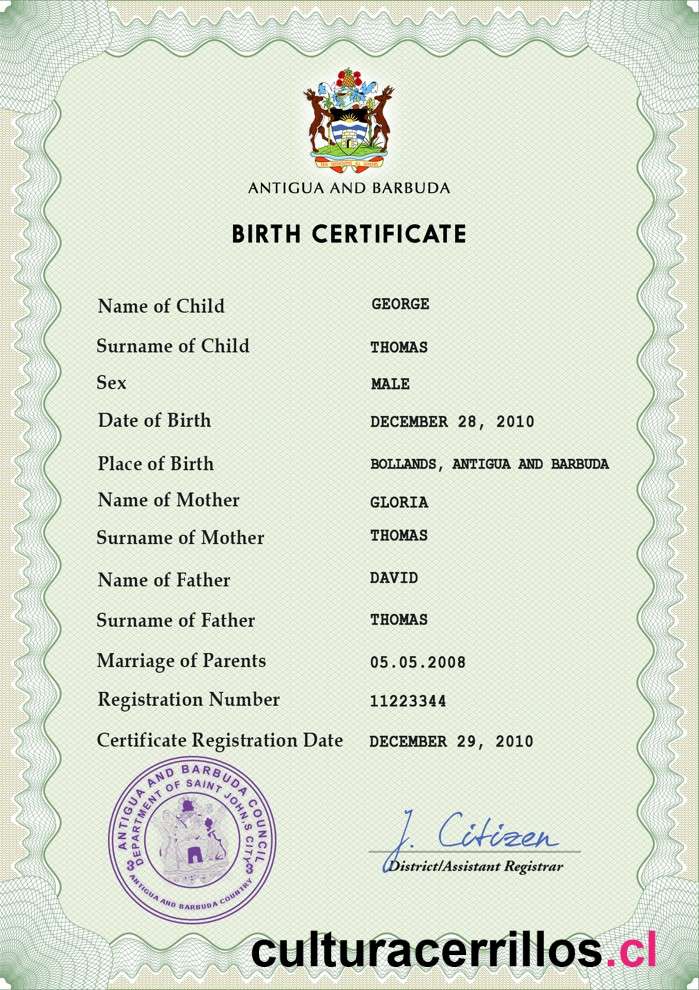 ANTIGUA AND BARBUDA
BIRTH CERTIFICATE
Name of Child GEORGE
Surname of Child THOMAS
Sex MALE
Date of Birth DECEMBER 28, 2010
Place of Birth BOLLANDS, ANTIGUA AND BARBUDA
Name of Mother GLORIA
Surname of Mother THOMAS
Name of Father DAVID
Surname of Father THOMAS
Marriage of Parents 05.05.2008
Registration Number 11223344
Certificate Registration Date DECEMBER 29, 2010
ANTIGUA AND BARBUDA COUNCIL
DEPARTMENT OF SAINT JOHN,S CITY
3 3
ANTIGUA AND BARBUDA COUNTRY
J. Citizen
District/Assistant Registrar
culturacerrillos.cl